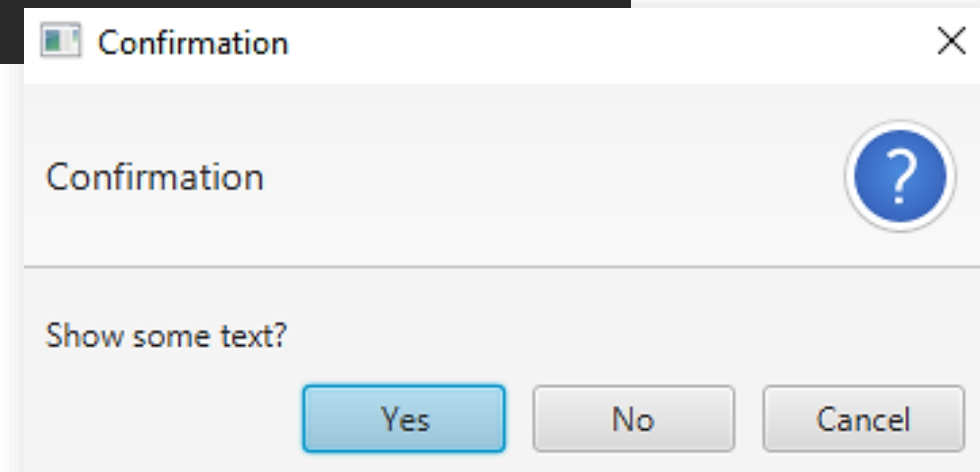 Confirmation
Confirmation
?
Show some text?
Yes No Cancel